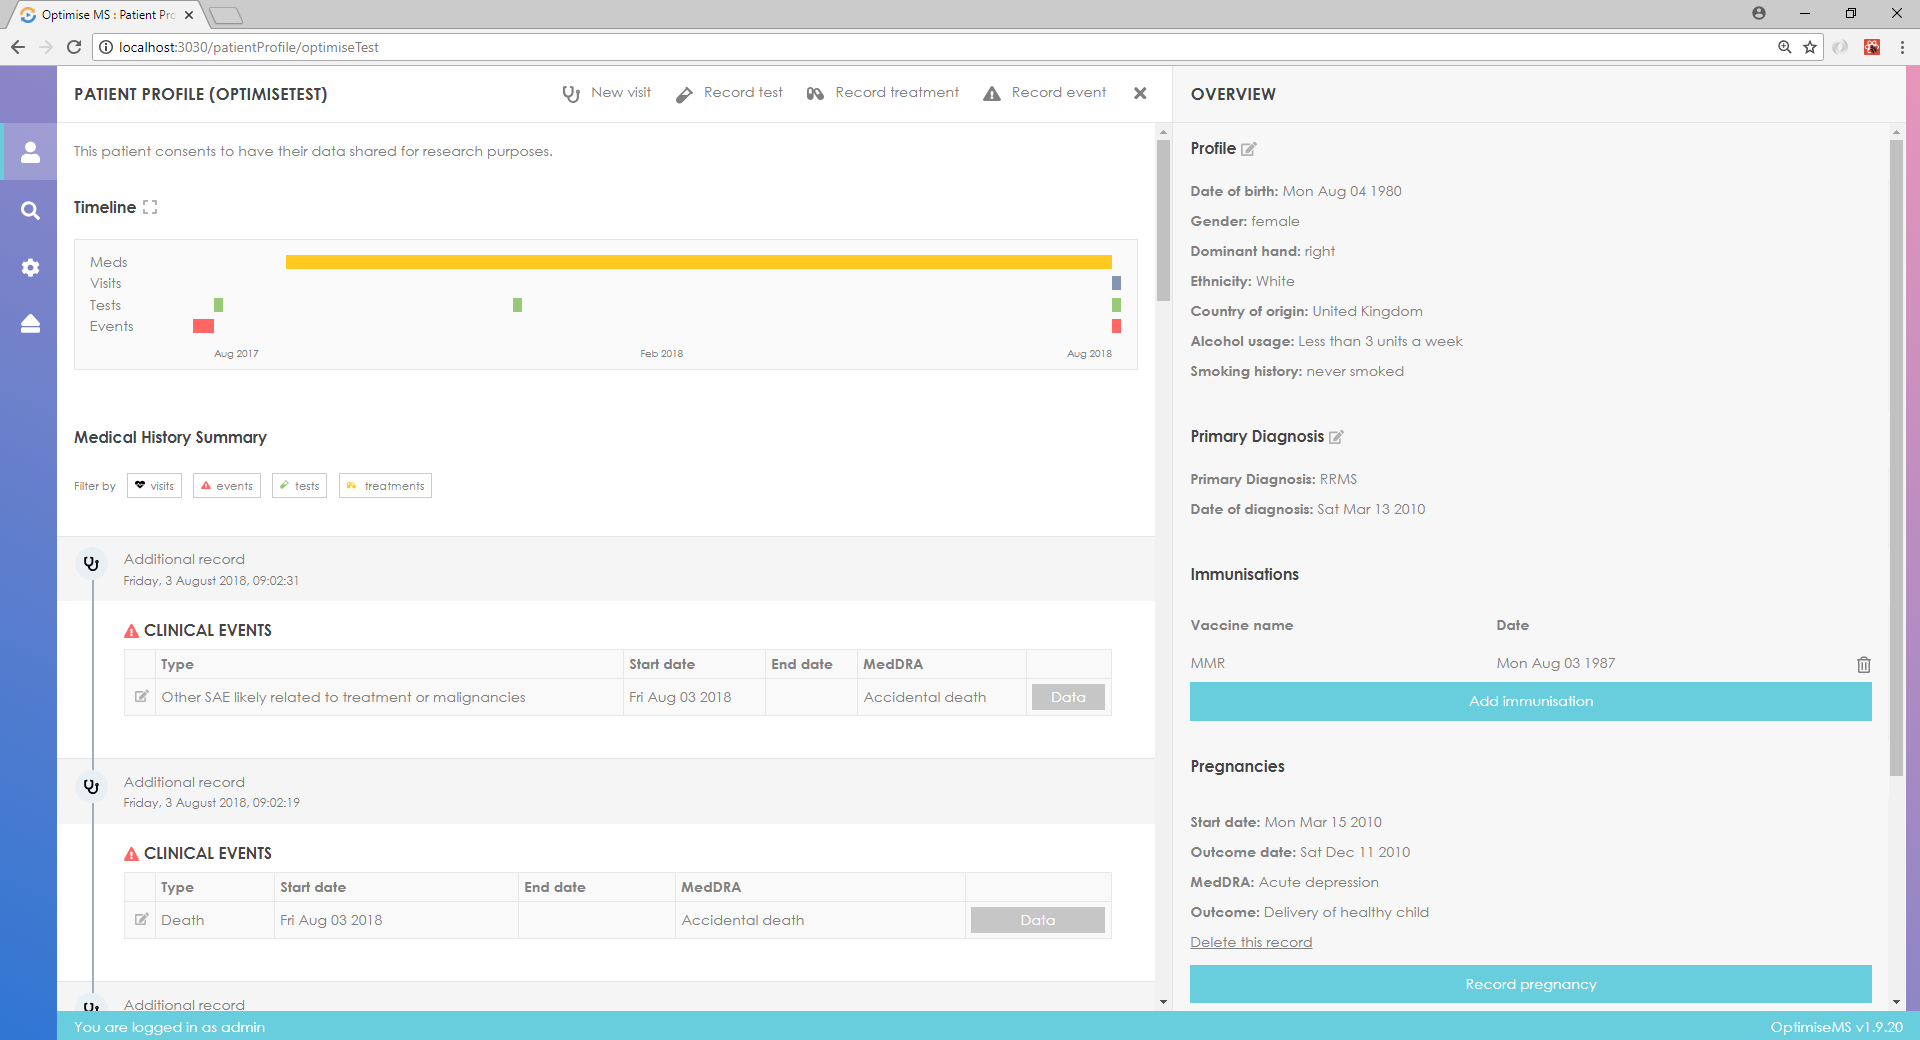 Optimise MS : Patient Pro
localhost:3030/patientProfile/optimiseTest
PATIENT PROFILE (OPTIMISETEST)
New visit
Record test
Record treatment
Record event
This patient consents to have their data shared for research purposes.
Timeline
Meds
Visits
Tests
Events
Aug 2017
Feb 2018
Aug 2018
Medical History Summary
Filter by
visits
events
tests
treatments
Additional record
Friday, 3 August 2018, 09:02:31
CLINICAL EVENTS
Type Start date End date MedDRA
Other SAE likely related to treatment or malignancies Fri Aug 03 2018 Accidental death Data
Additional record
Friday, 3 August 2018, 09:02:19
CLINICAL EVENTS
Type Start date End date MedDRA
Death Fri Aug 03 2018 Accidental death Data
Additional record
OVERVIEW
Profile
Date of birth: Mon Aug 04 1980
Gender: female
Dominant hand: right
Ethnicity: White
Country of origin: United Kingdom
Alcohol usage: Less than 3 units a week
Smoking history: never smoked
Primary Diagnosis
Primary Diagnosis: RRMS
Date of diagnosis: Sat Mar 13 2010
Immunisations
Vaccine name Date
MMR Mon Aug 03 1987
Add immunisation
Pregnancies
Start date: Mon Mar 15 2010
Outcome date: Sat Dec 11 2010
MedDRA: Acute depression
Outcome: Delivery of healthy child
Delete this record
Record pregnancy
You are logged in as admin
OptimiseMS v1.9.20